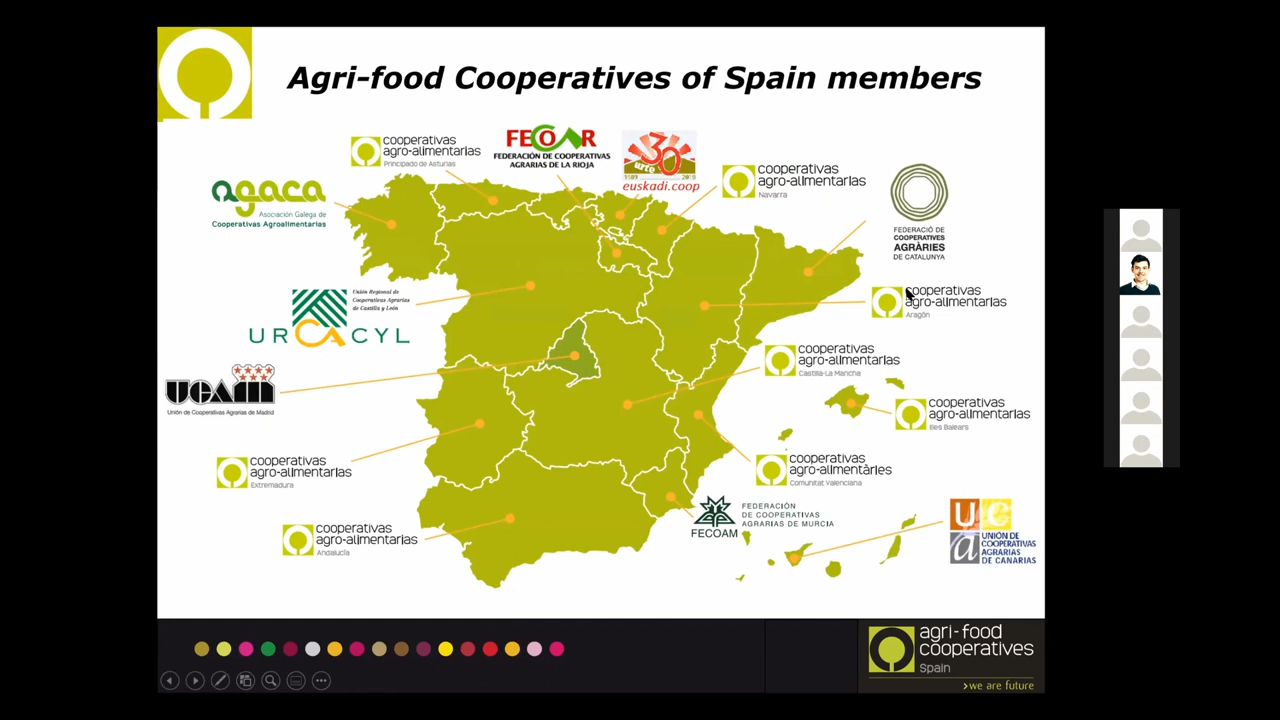 Agri-food Cooperatives of Spain members
cooperativas
agro-alimentarias
Principado de Asturias
FECOAR
FEDERACIÓN DE COOPERATIVAS
AGRARIAS DE LA RIOJA
30
euskadi.coop
cooperativas
agro-alimentarias
Navarra
agaca
Asociación Galega de
Cooperativas Agroalimentarias
FEDERACIÓ DE
COOPERATIVES
AGRÀRIES
DE CATALUNYA
Unión Regional de
Cooperativas Agrarias
de Castilla y León
URCACYL
cooperativas
agro-alimentarias
Aragón
cooperativas
agro-alimentarias
Castilla-La Mancha
UCAM
Unión de Cooperativas Agrarias de Madrid
cooperativas
agro-alimentarias
Illes Balears
cooperativas
agro-alimentarias
Extremadura
cooperatives
agro-alimentàries
Comunitat Valenciana
FECOAM
FEDERACIÓN
DE COOPERATIVAS
AGRARIAS DE MURCIA
cooperativas
agro-alimentarias
Andalucía
uca
UNIÓN DE
COOPERATIVAS
AGRARIAS
DE CANARIAS
agri-food
cooperatives
Spain
>we are future